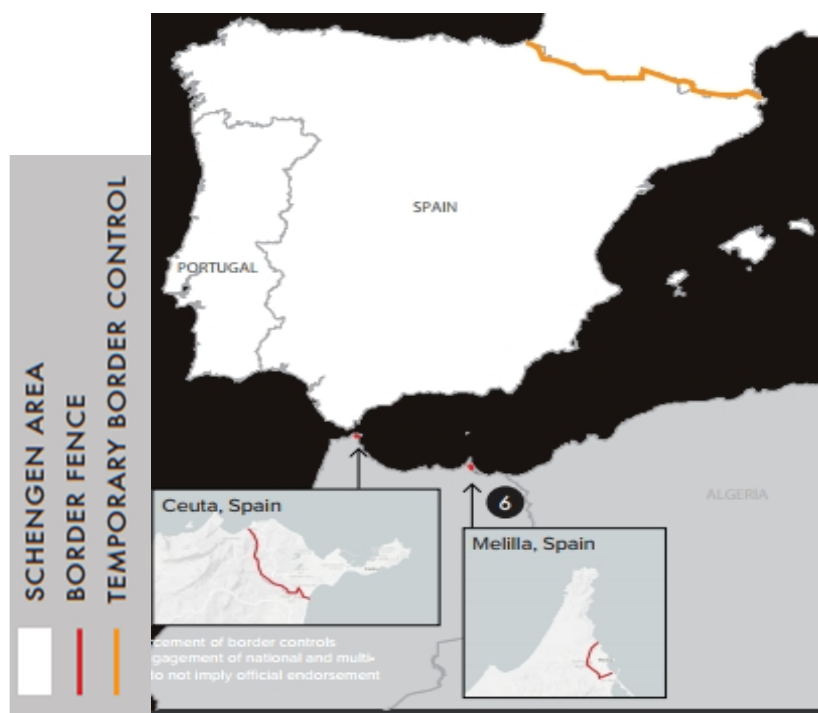 SCHENGEN AREA
BORDER FENCE
TEMPORARY BORDER CONTROL
SPAIN
PORTUGAL
ALGERIA
6
Ceuta, Spain
Melilla, Spain
cement of border controls
gagement of national and multi-
do not imply official endorsement